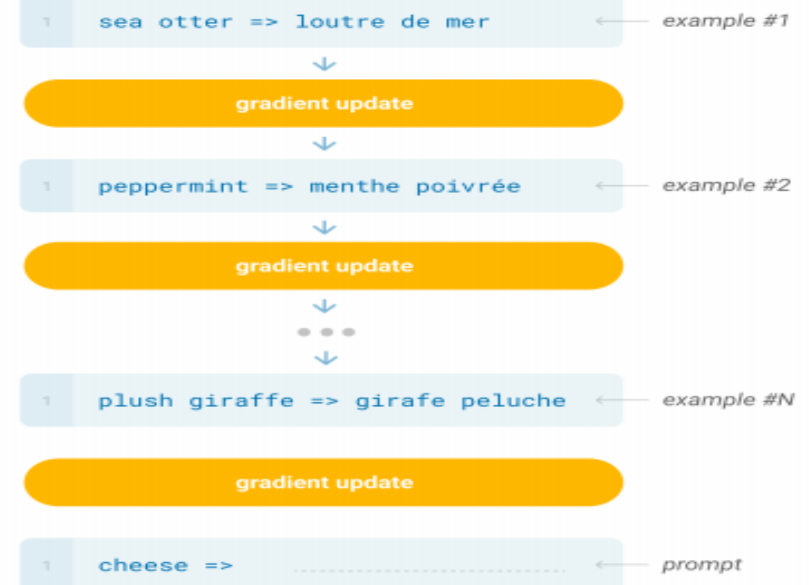 1 sea otter => loutre de mer example #1
gradient update
1 peppermint => menthe poivrée example #2
gradient update
1 plush giraffe => girafe peluche example #N
gradient update
1 cheese => prompt